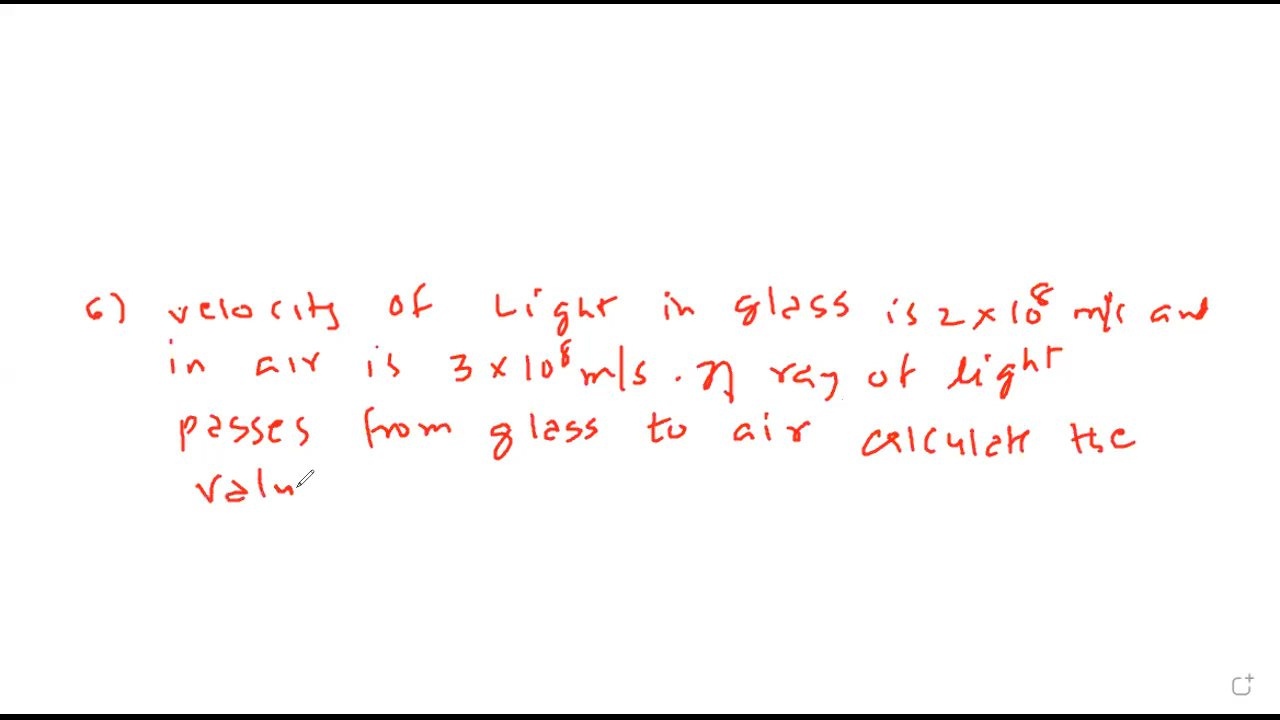 6) velocity of Light in glass is 2 × 10⁸ m/s and
in air is 3 × 10⁸ m/s . If ray of light
passes from glass to air calculate the
valu